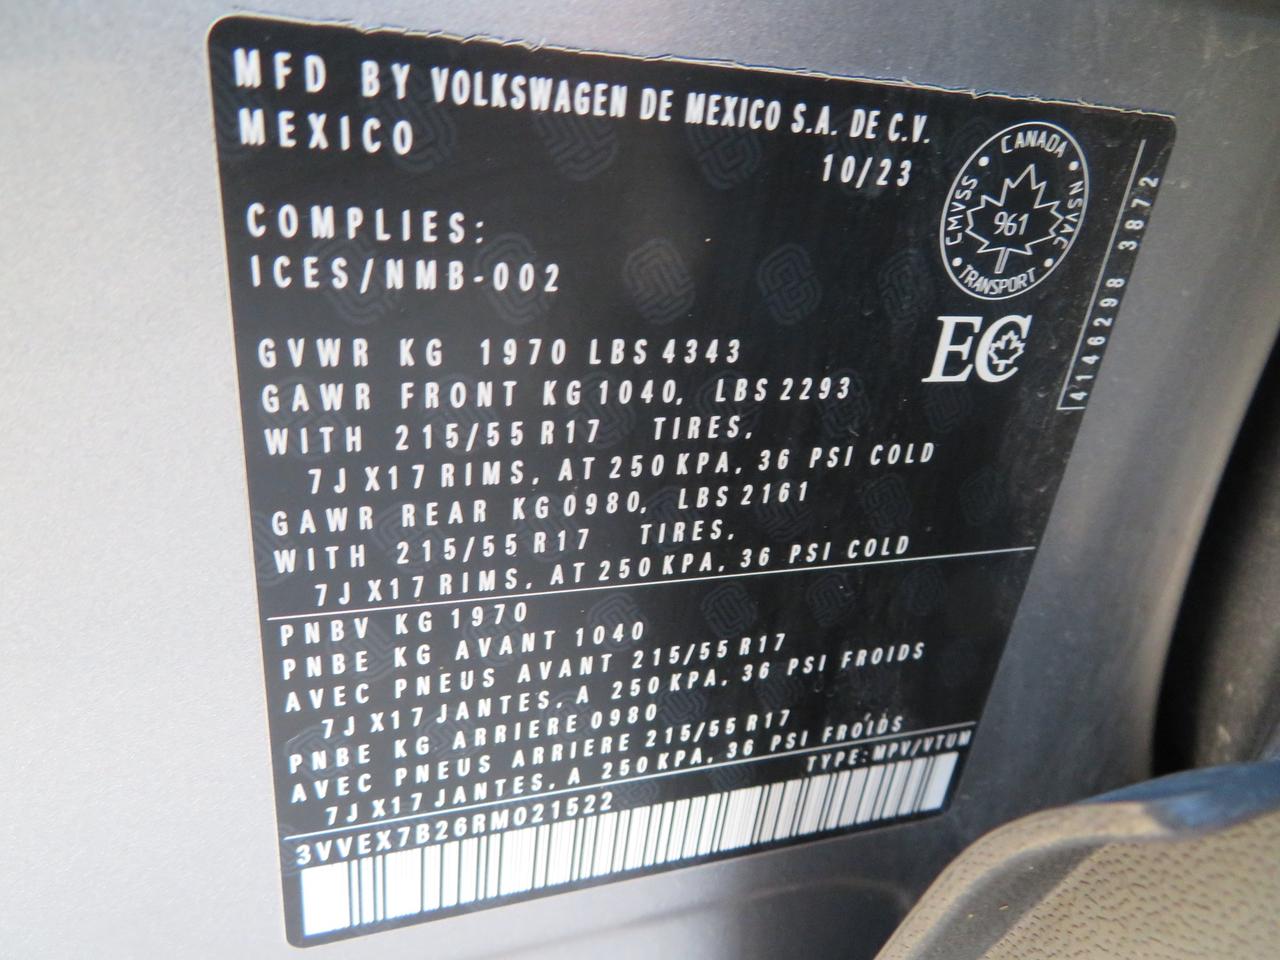 MFD BY VOLKSWAGEN DE MEXICO S.A. DE C.V.
MEXICO
10/23
COMPLIES:
ICES/NMB-002
CANADA
NSVAC
TRANSPORT
CMVSS
961
EC
4146298 3872
GVWR KG 1970 LBS 4343
GAWR FRONT KG 1040, LBS 2293
WITH 215/55 R17 TIRES,
7J X17 RIMS, AT 250 KPA, 36 PSI COLD
GAWR REAR KG 0980, LBS 2161
WITH 215/55 R17 TIRES,
7J X17 RIMS, AT 250 KPA, 36 PSI COLD
PNBV KG 1970
PNBE KG AVANT 1040
AVEC PNEUS AVANT 215/55 R17
7J X17 JANTES, A 250 KPA, 36 PSI FROIDS
PNBE KG ARRIERE 0980
AVEC PNEUS ARRIERE 215/55 R17
7J X17 JANTES, A 250 KPA, 36 PSI FROIDS
TYPE: MPV/VTUM
3VVEX7B26RM021522